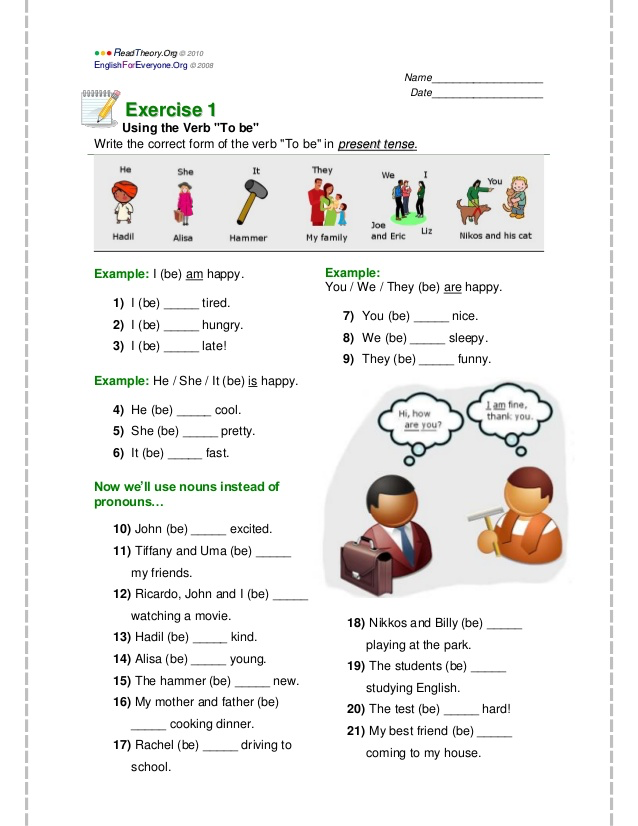 ReadTheory.Org © 2010
EnglishForEveryone.Org © 2008
Name____________________
Date____________________
Exercise 1
Using the Verb "To be"
Write the correct form of the verb "To be" in present tense.
He
She
It
They
We
I
You
Hadil
Alisa
Hammer
My family
Joe
and Eric
Liz
Nikos and his cat
Example: I (be) am happy.
1) I (be) _____ tired.
2) I (be) _____ hungry.
3) I (be) _____ late!
Example: He / She / It (be) is happy.
4) He (be) _____ cool.
5) She (be) _____ pretty.
6) It (be) _____ fast.
Now we'll use nouns instead of
pronouns…
10) John (be) _____ excited.
11) Tiffany and Uma (be) _____
my friends.
12) Ricardo, John and I (be) _____
watching a movie.
13) Hadil (be) _____ kind.
14) Alisa (be) _____ young.
15) The hammer (be) _____ new.
16) My mother and father (be)
_____ cooking dinner.
17) Rachel (be) _____ driving to
school.
Example:
You / We / They (be) are happy.
7) You (be) _____ nice.
8) We (be) _____ sleepy.
9) They (be) _____ funny.
Hi, how
are you?
I am fine,
thank you.
18) Nikkos and Billy (be) _____
playing at the park.
19) The students (be) _____
studying English.
20) The test (be) _____ hard!
21) My best friend (be) _____
coming to my house.